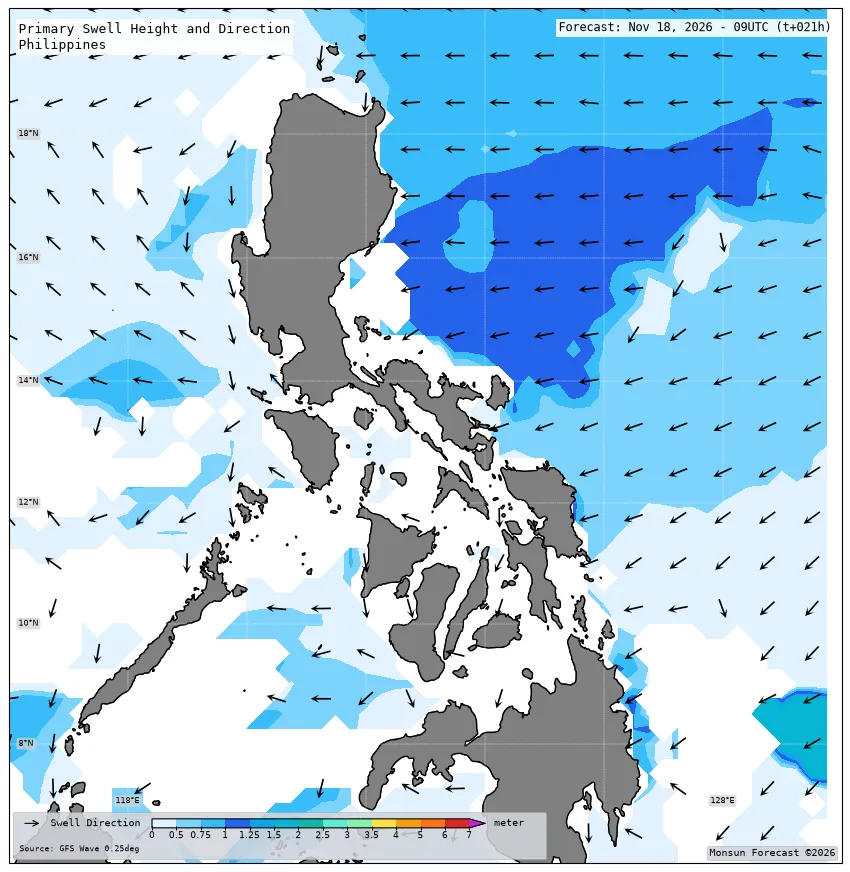 Primary Swell Height and Direction
Philippines
Forecast: Nov 18, 2026 - 09UTC (t+021h)
18°N
16°N
14°N
12°N
10°N
8°N
118°E
128°E
Swell Direction
0 0.5 0.75 1 1.25 1.5 2 2.5 3 3.5 4 5 6 7
meter
Source: GFS Wave 0.25deg
Monsun Forecast ©2026